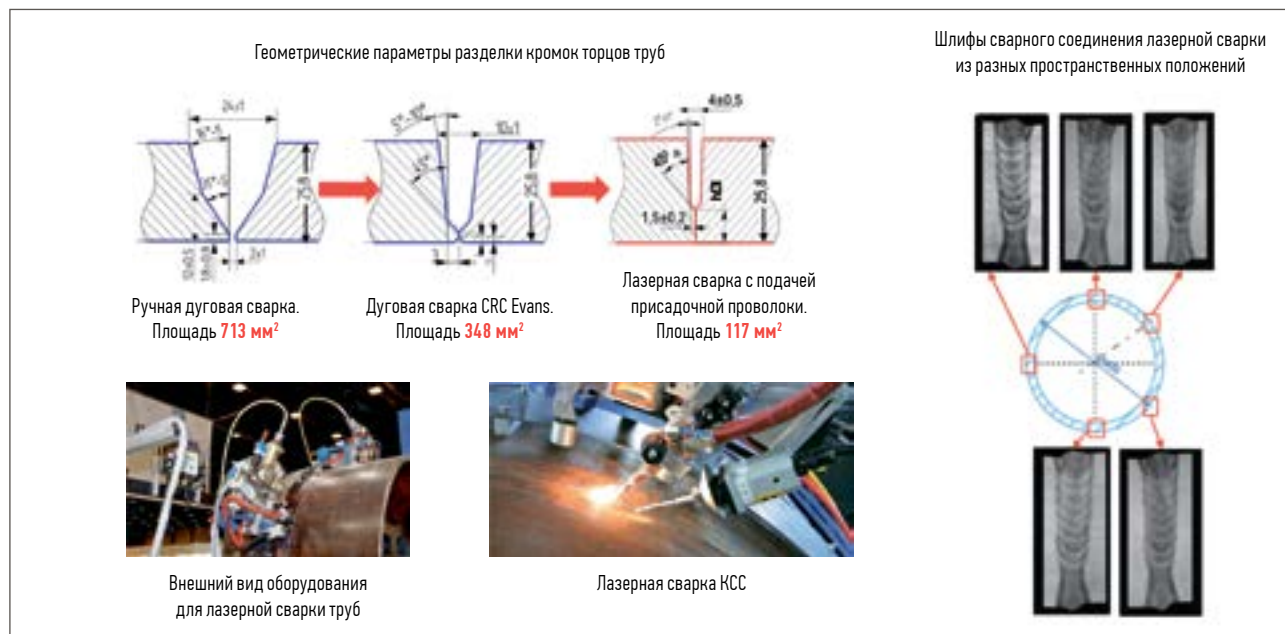 Геометрические параметры разделки кромок торцов труб
Шлифы сварного соединения лазерной сварки
из разных пространственных положений
24±1
25,8
2±1
10±1
25,8
4±0,5
1,5±0,2
25,8
Ручная дуговая сварка.
Площадь 713 мм²
Дуговая сварка CRC Evans.
Площадь 348 мм²
Лазерная сварка с подачей
присадочной проволоки.
Площадь 117 мм²
Внешний вид оборудования
для лазерной сварки труб
Лазерная сварка КСС